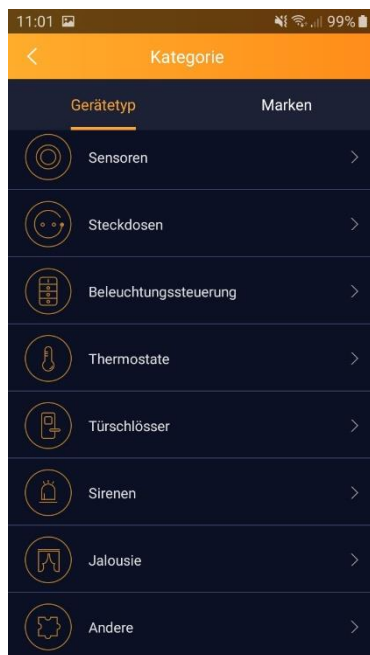 11:01 99%
Kategorie
Gerätetyp Marken
Sensoren
Steckdosen
Beleuchtungssteuerung
Thermostate
Türschlösser
Sirenen
Jalousie
Andere